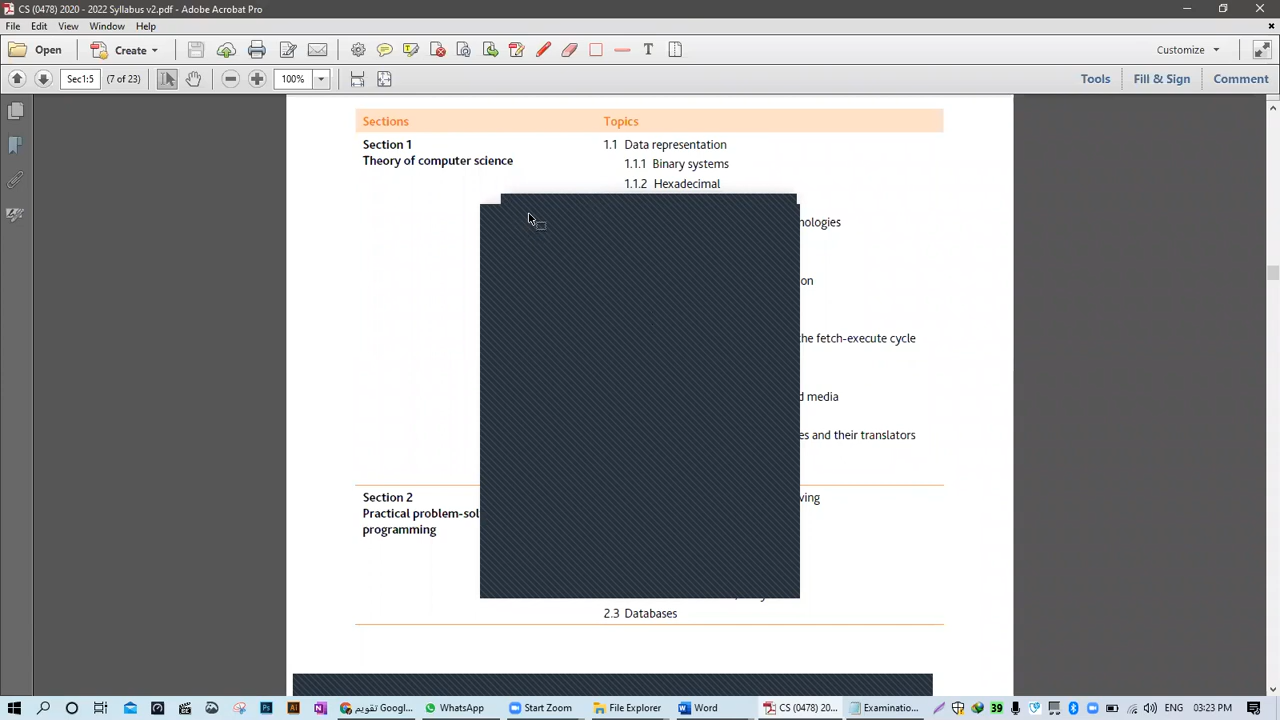 CS (0478) 2020 - 2022 Syllabus v2.pdf - Adobe Acrobat Pro
File Edit View Window Help
Open Create Customize
Sec1:5 (7 of 23) 100% Tools Fill & Sign Comment
Sections Topics
Section 1 1.1 Data representation
Theory of computer science 1.1.1 Binary systems
1.1.2 Hexadecimal
nologies
on
the fetch-execute cycle
d media
es and their translators
Section 2 ving
Practical problem-sol
programming
2.3 Databases
تقويم Googl... WhatsApp Start Zoom File Explorer Word CS (0478) 20... Examinatio... 39 ENG 03:23 PM